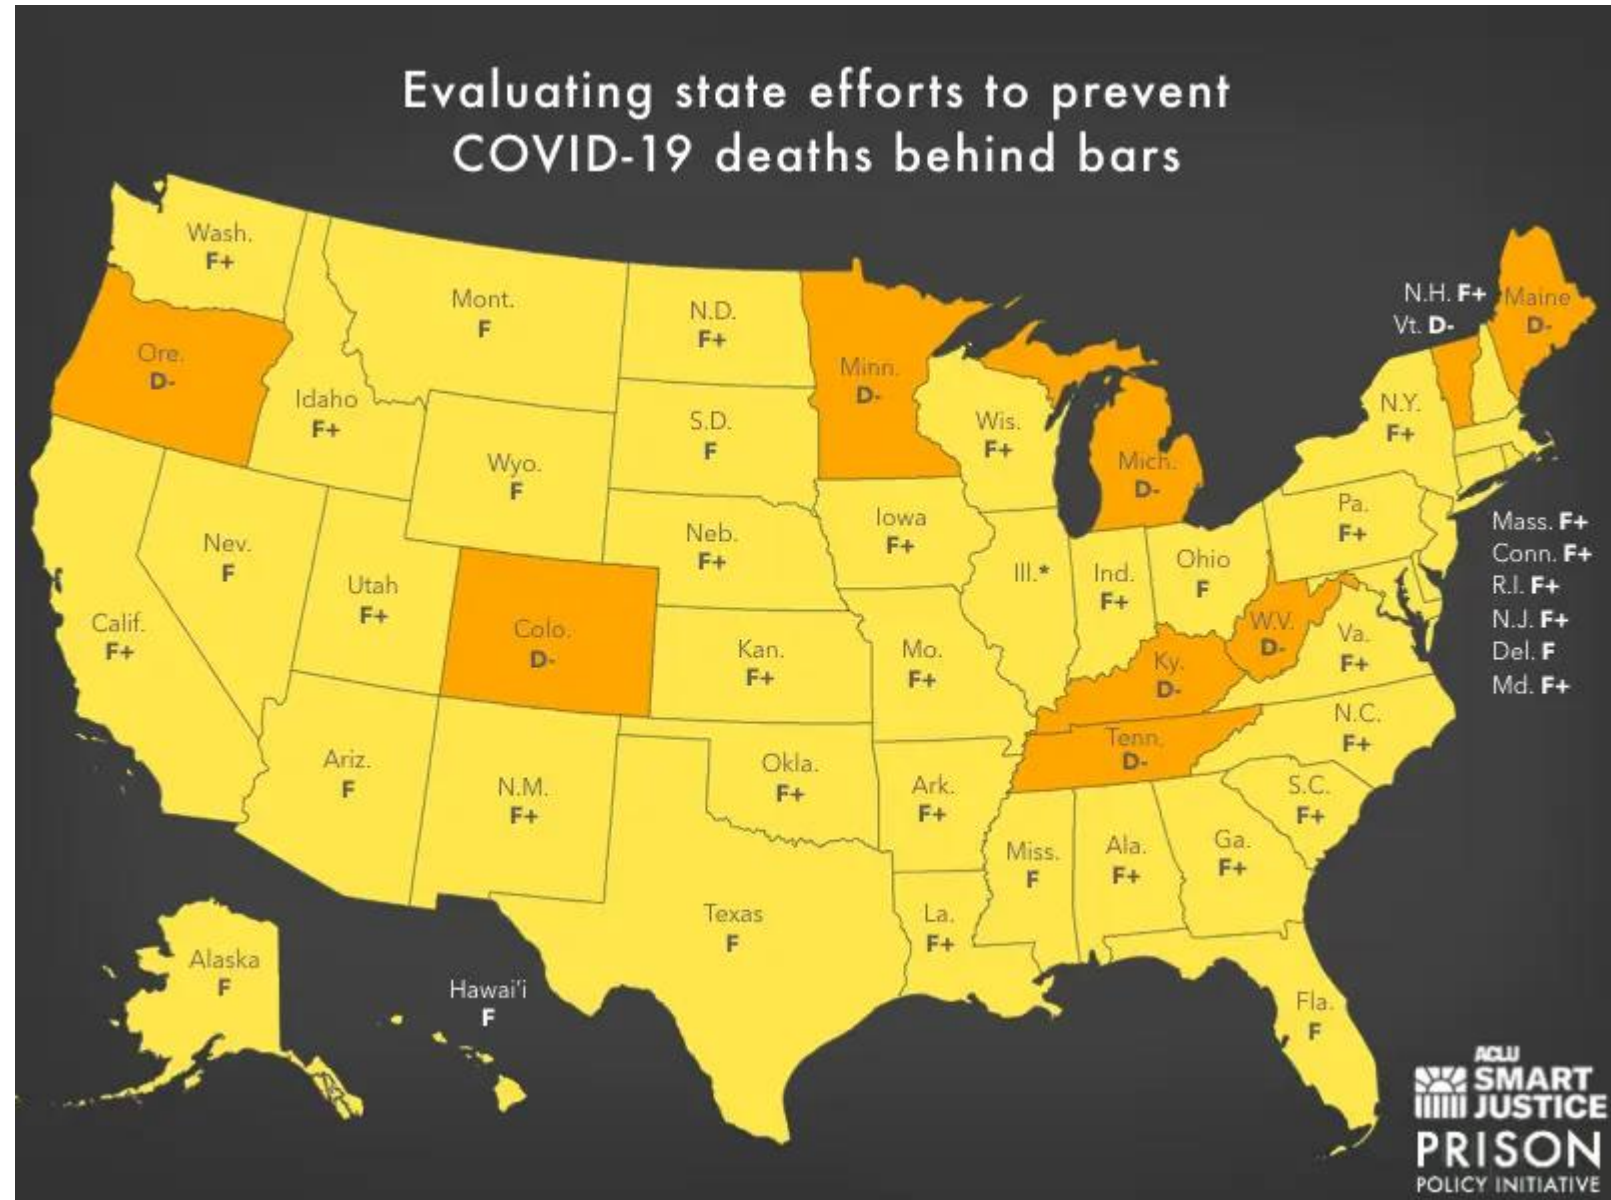 Evaluating state efforts to prevent
COVID-19 deaths behind bars
Wash.
F+
Ore.
D-
Calif.
F+
Nev.
F
Idaho
F+
Mont.
F
Wyo.
F
Utah
F+
Colo.
D-
Ariz.
F
N.M.
F+
N.D.
F+
S.D.
F
Neb.
F+
Kan.
F+
Okla.
F+
Texas
F
Minn.
D-
Iowa
F+
Mo.
F+
Ark.
F+
La.
F+
Wis.
F+
Ill.*
Mich.
D-
Ind.
F+
Ohio
F
Ky.
D-
Tenn.
D-
Miss.
F
Ala.
F+
Ga.
F+
Fla.
F
S.C.
F+
N.C.
F+
Va.
F+
W.V.
D-
Pa.
F+
N.Y.
F+
N.H. F+
Vt. D-
Maine
D-
Mass. F+
Conn. F+
R.I. F+
N.J. F+
Del. F
Md. F+
Alaska
F
Hawai'i
F
ACLU
SMART
JUSTICE
PRISON
POLICY INITIATIVE